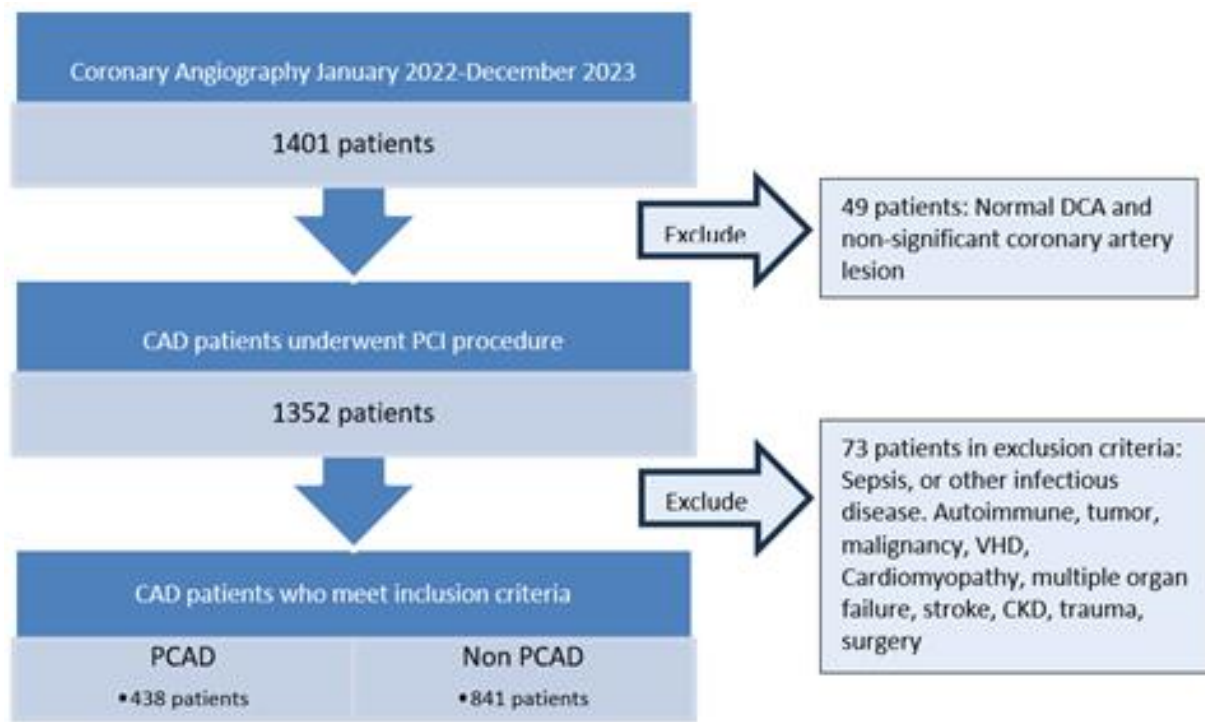 Coronary Angiography January 2022-December 2023
1401 patients
Exclude
49 patients: Normal DCA and
non-significant coronary artery
lesion
CAD patients underwent PCI procedure
1352 patients
Exclude
73 patients in exclusion criteria:
Sepsis, or other infectious
disease. Autoimmune, tumor,
malignancy, VHD,
Cardiomyopathy, multiple organ
failure, stroke, CKD, trauma,
surgery
CAD patients who meet inclusion criteria
PCAD
•438 patients
Non PCAD
•841 patients